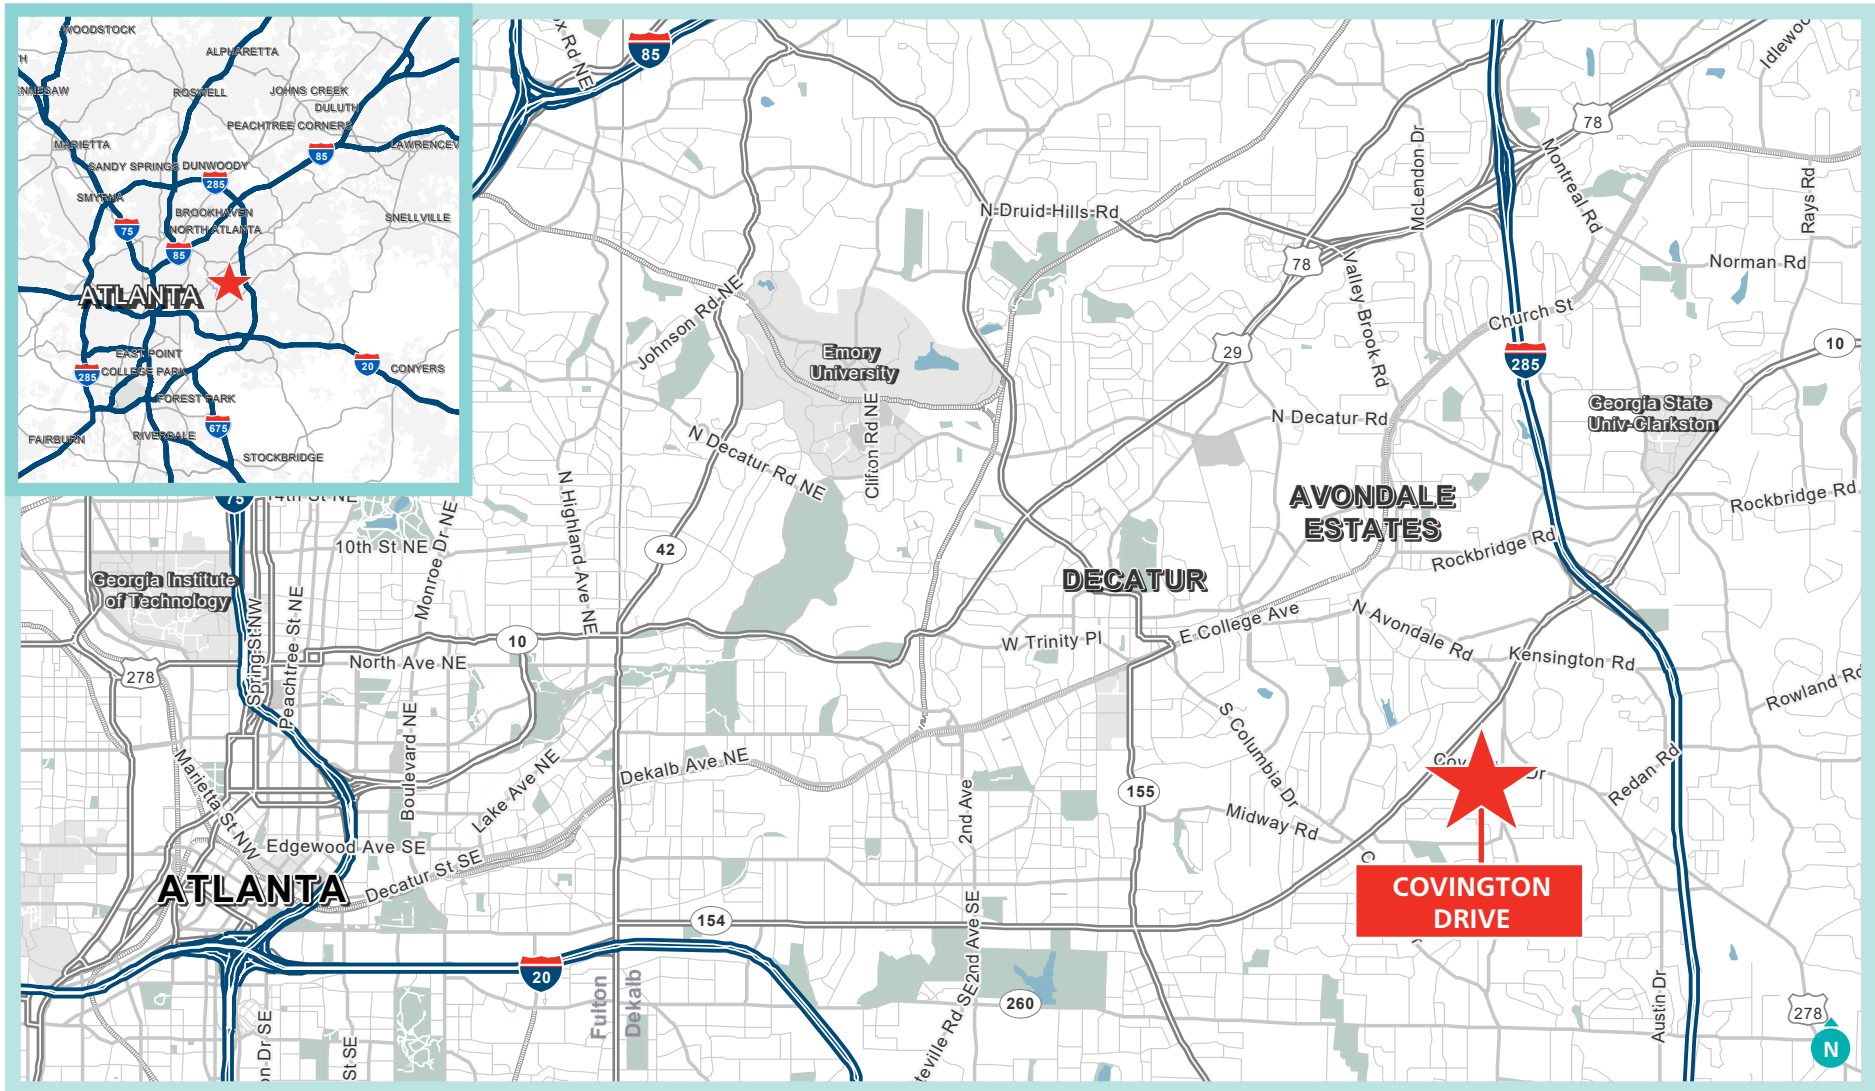 WOODSTOCK
ALPHARETTA
ROSWELL
JOHNS CREEK
DULUTH
PEACHTREE CORNERS
MARIETTA
85
SANDY SPRINGS
DUNWOODY
285
SMYRNA
BROOKHAVEN
SNELLVILLE
75
NORTH ATLANTA
85
ATLANTA
EAST POINT
20
CONYERS
285
COLLEGE PARK
FOREST PARK
675
FAIRBURN
RIVERDALE
STOCKBRIDGE
85
78
McLendon Dr
Montreal Rd
Rays Rd
N Druid Hills Rd
78
Valley Brook Rd
Norman Rd
Johnson Rd NE
Church St
10
29
285
Emory
University
Clifton Rd NE
N Decatur Rd
Georgia State
Univ-Clarkston
N Decatur Rd NE
N Highland Ave NE
75
14th St NE
10th St NE
Monroe Dr NE
42
AVONDALE
ESTATES
Rockbridge Rd
Rockbridge Rd
Georgia Institute
of Technology
DECATUR
Spring St NW
Peachtree St NE
10
North Ave NE
278
W Trinity Pl
E College Ave
N Avondale Rd
Kensington Rd
Rowland Rd
S Columbia Dr
Marietta St NW
Boulevard NE
Lake Ave NE
Dekalb Ave NE
2nd Ave
155
Midway Rd
Dr
Redan Rd
Edgewood Ave SE
ATLANTA
Decatur St SE
COVINGTON
DRIVE
154
2nd Ave SE
20
Fulton
Dekalb
260
Austin Dr
278
N